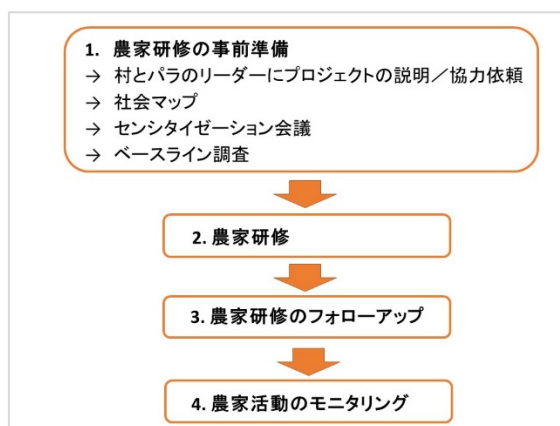 1. 農家研修の事前準備
→ 村とパラのリーダーにプロジェクトの説明／協力依頼
→ 社会マップ
→ センシタイゼーション会議
→ ベースライン調査
2. 農家研修
3. 農家研修のフォローアップ
4. 農家活動のモニタリング